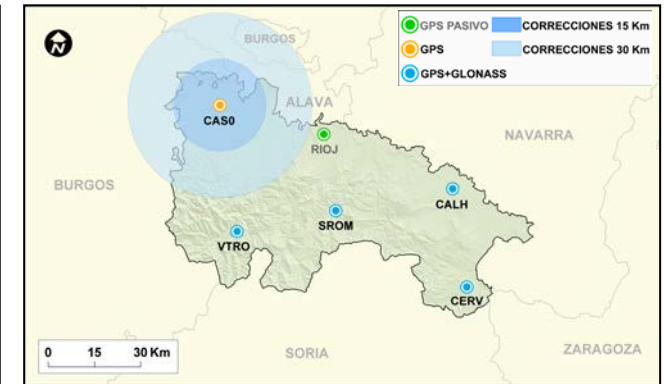 GPS PASIVO
CORRECCIONES 15 Km
GPS
CORRECCIONES 30 Km
GPS+GLONASS
N
BURGOS
ALAVA
CAS0
RIOJ
NAVARRA
BURGOS
CALH
SROM
VTRO
CERV
SORIA
ZARAGOZA
0 15 30 Km